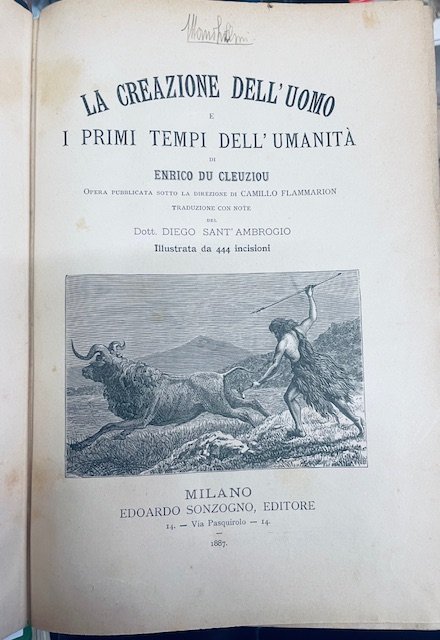 LA CREAZIONE DELL'UOMO
E
I PRIMI TEMPI DELL'UMANITÀ
DI
ENRICO DU CLEUZIOU
OPERA PUBBLICATA SOTTO LA DIREZIONE DI CAMILLO FLAMMARION
TRADUZIONE CON NOTE
DEL
Dott. DIEGO SANT'AMBROGIO
Illustrata da 444 incisioni
MILANO
EDOARDO SONZOGNO, EDITORE
14. — Via Pasquirolo — 14.
1887.